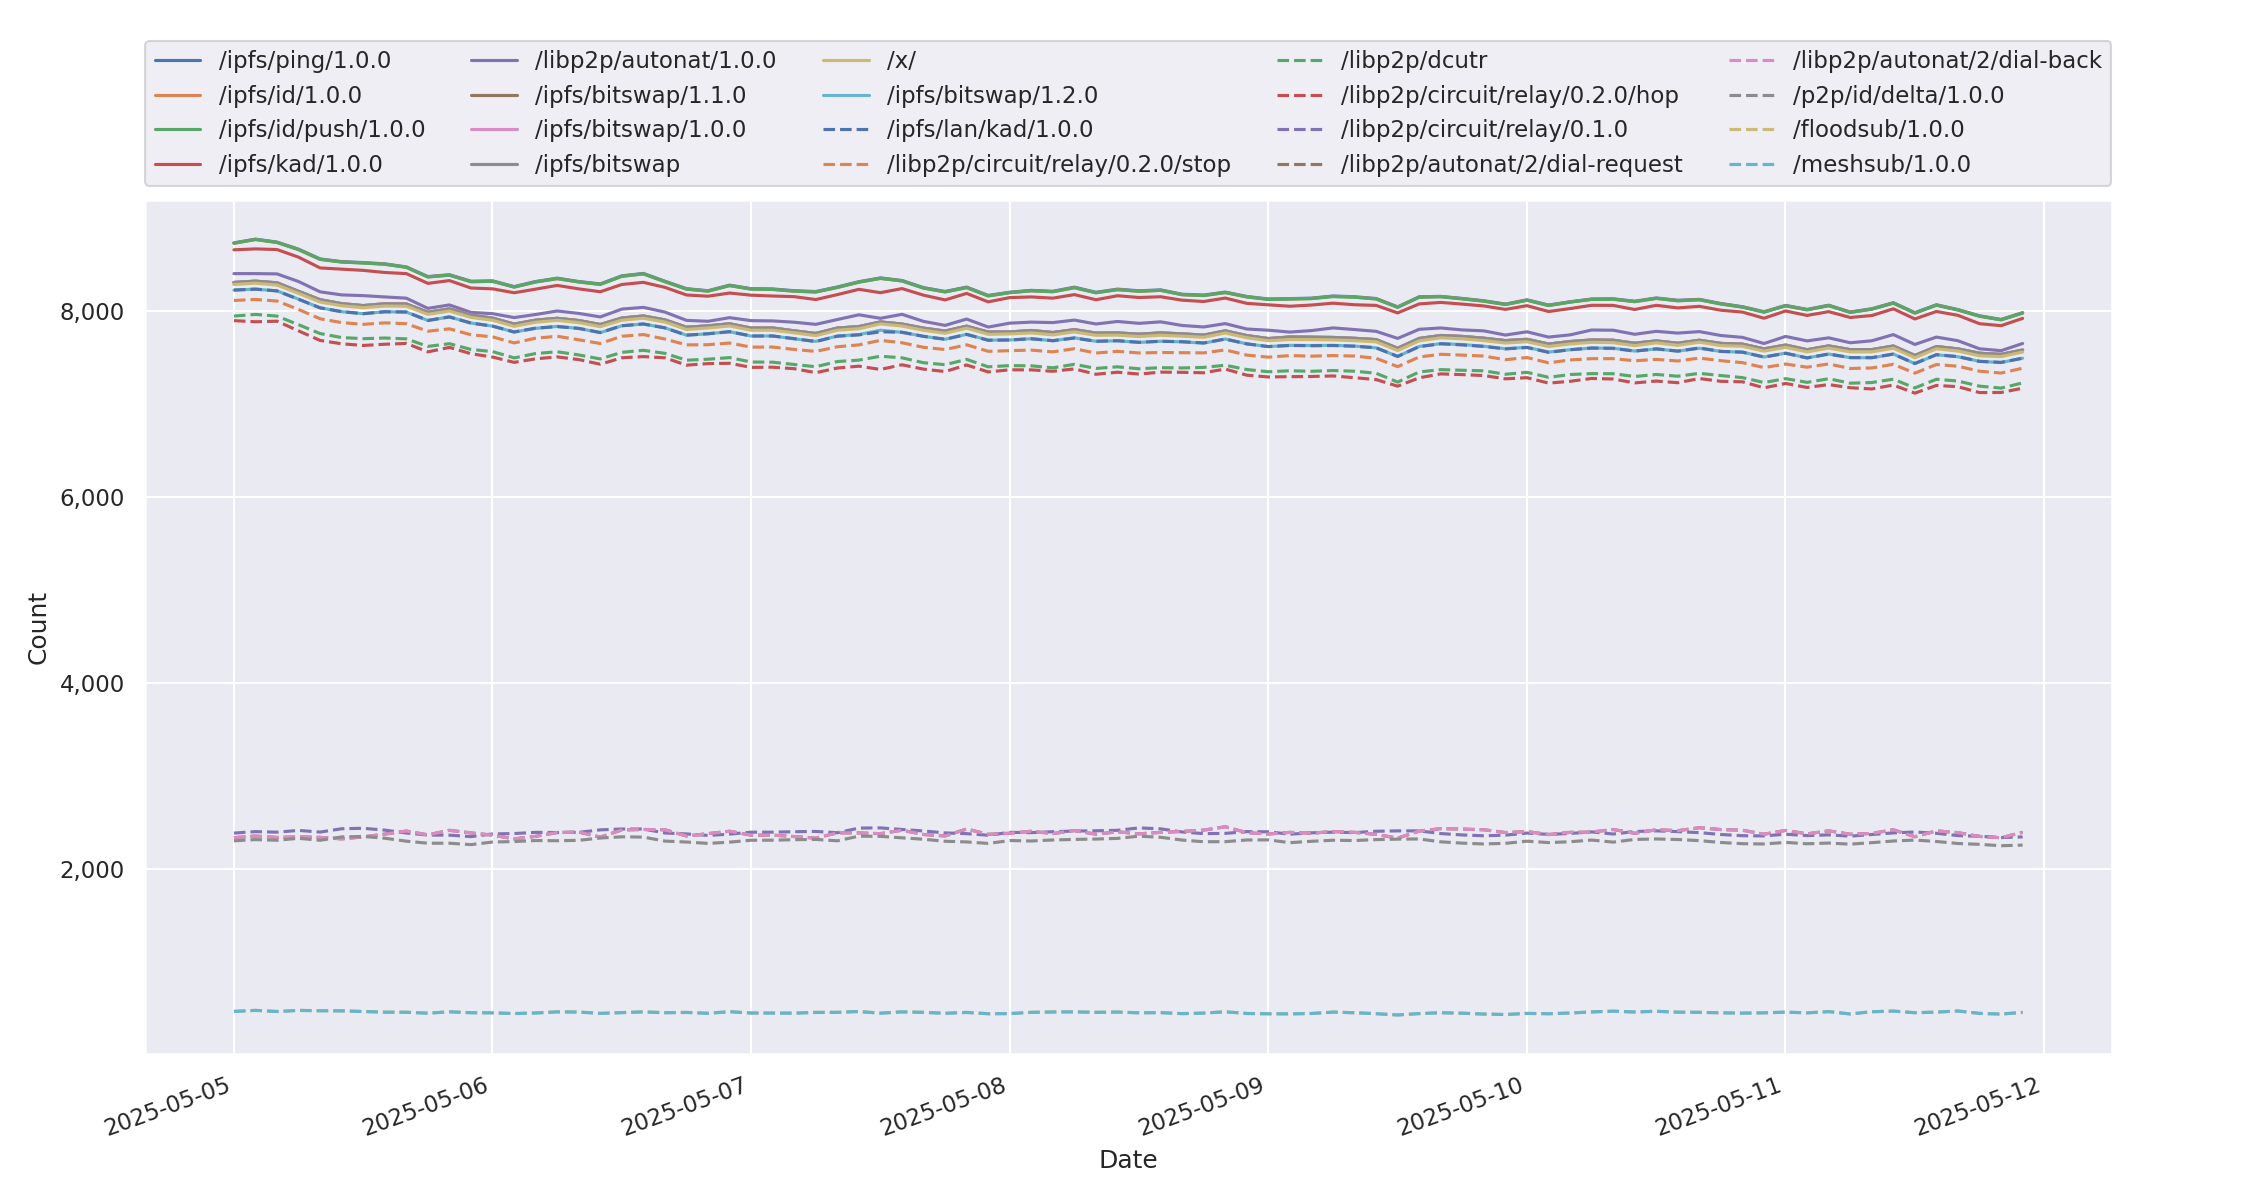 /ipfs/ping/1.0.0
/ipfs/id/1.0.0
/ipfs/id/push/1.0.0
/ipfs/kad/1.0.0
/libp2p/autonat/1.0.0
/ipfs/bitswap/1.1.0
/ipfs/bitswap/1.0.0
/ipfs/bitswap
/x/
/ipfs/bitswap/1.2.0
/ipfs/lan/kad/1.0.0
/libp2p/circuit/relay/0.2.0/stop
/libp2p/dcutr
/libp2p/circuit/relay/0.2.0/hop
/libp2p/circuit/relay/0.1.0
/libp2p/autonat/2/dial-request
/libp2p/autonat/2/dial-back
/p2p/id/delta/1.0.0
/floodsub/1.0.0
/meshsub/1.0.0
8,000
6,000
4,000
2,000
Count
2025-05-05
2025-05-06
2025-05-07
2025-05-08
2025-05-09
2025-05-10
2025-05-11
2025-05-12
Date